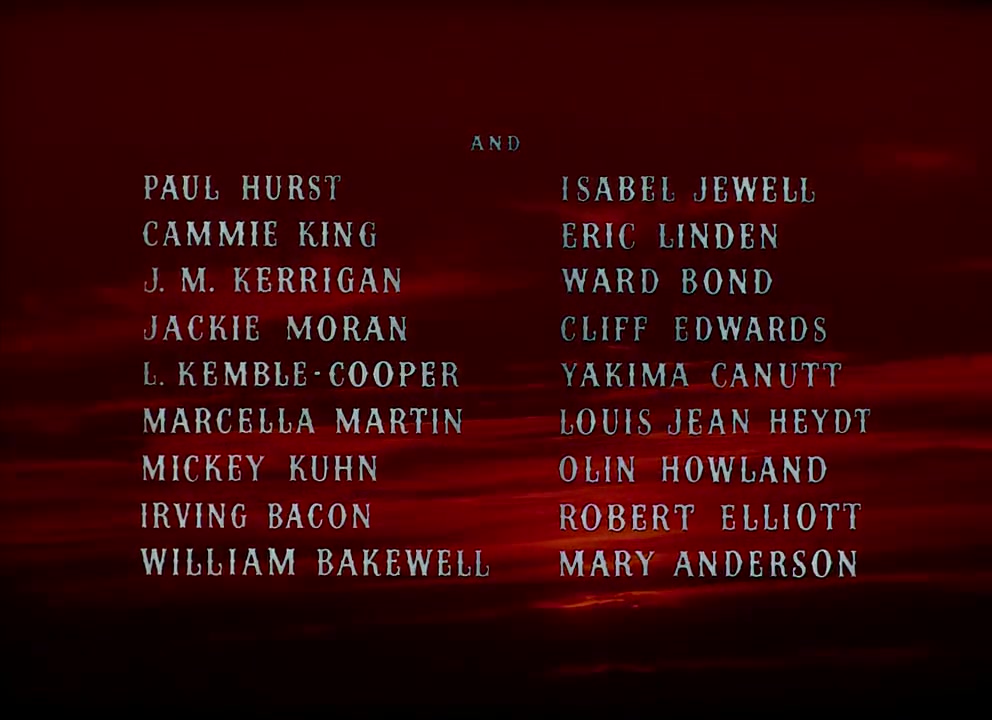 AND
PAUL HURST
CAMMIE KING
J. M. KERRIGAN
JACKIE MORAN
L. KEMBLE-COOPER
MARCELLA MARTIN
MICKEY KUHN
IRVING BACON
WILLIAM BAKEWELL
ISABEL JEWELL
ERIC LINDEN
WARD BOND
CLIFF EDWARDS
YAKIMA CANUTT
LOUIS JEAN HEYDT
OLIN HOWLAND
ROBERT ELLIOTT
MARY ANDERSON